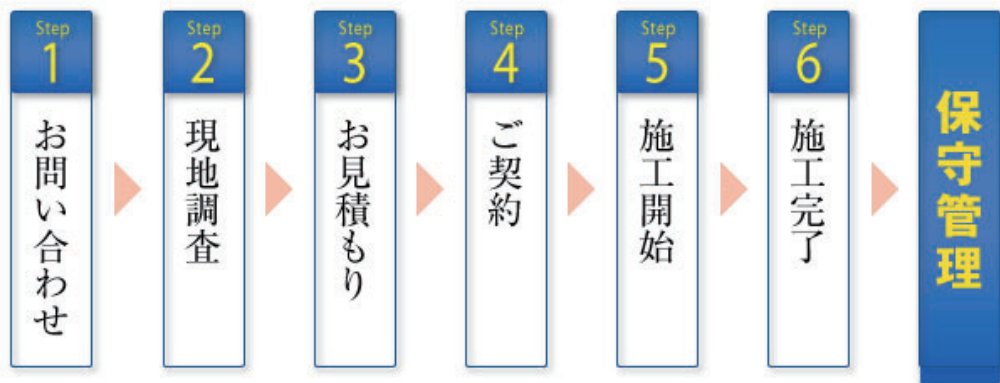 Step
1
お問い合わせ
Step
2
現地調査
Step
3
お見積もり
Step
4
ご契約
Step
5
施工開始
Step
6
施工完了
保守管理